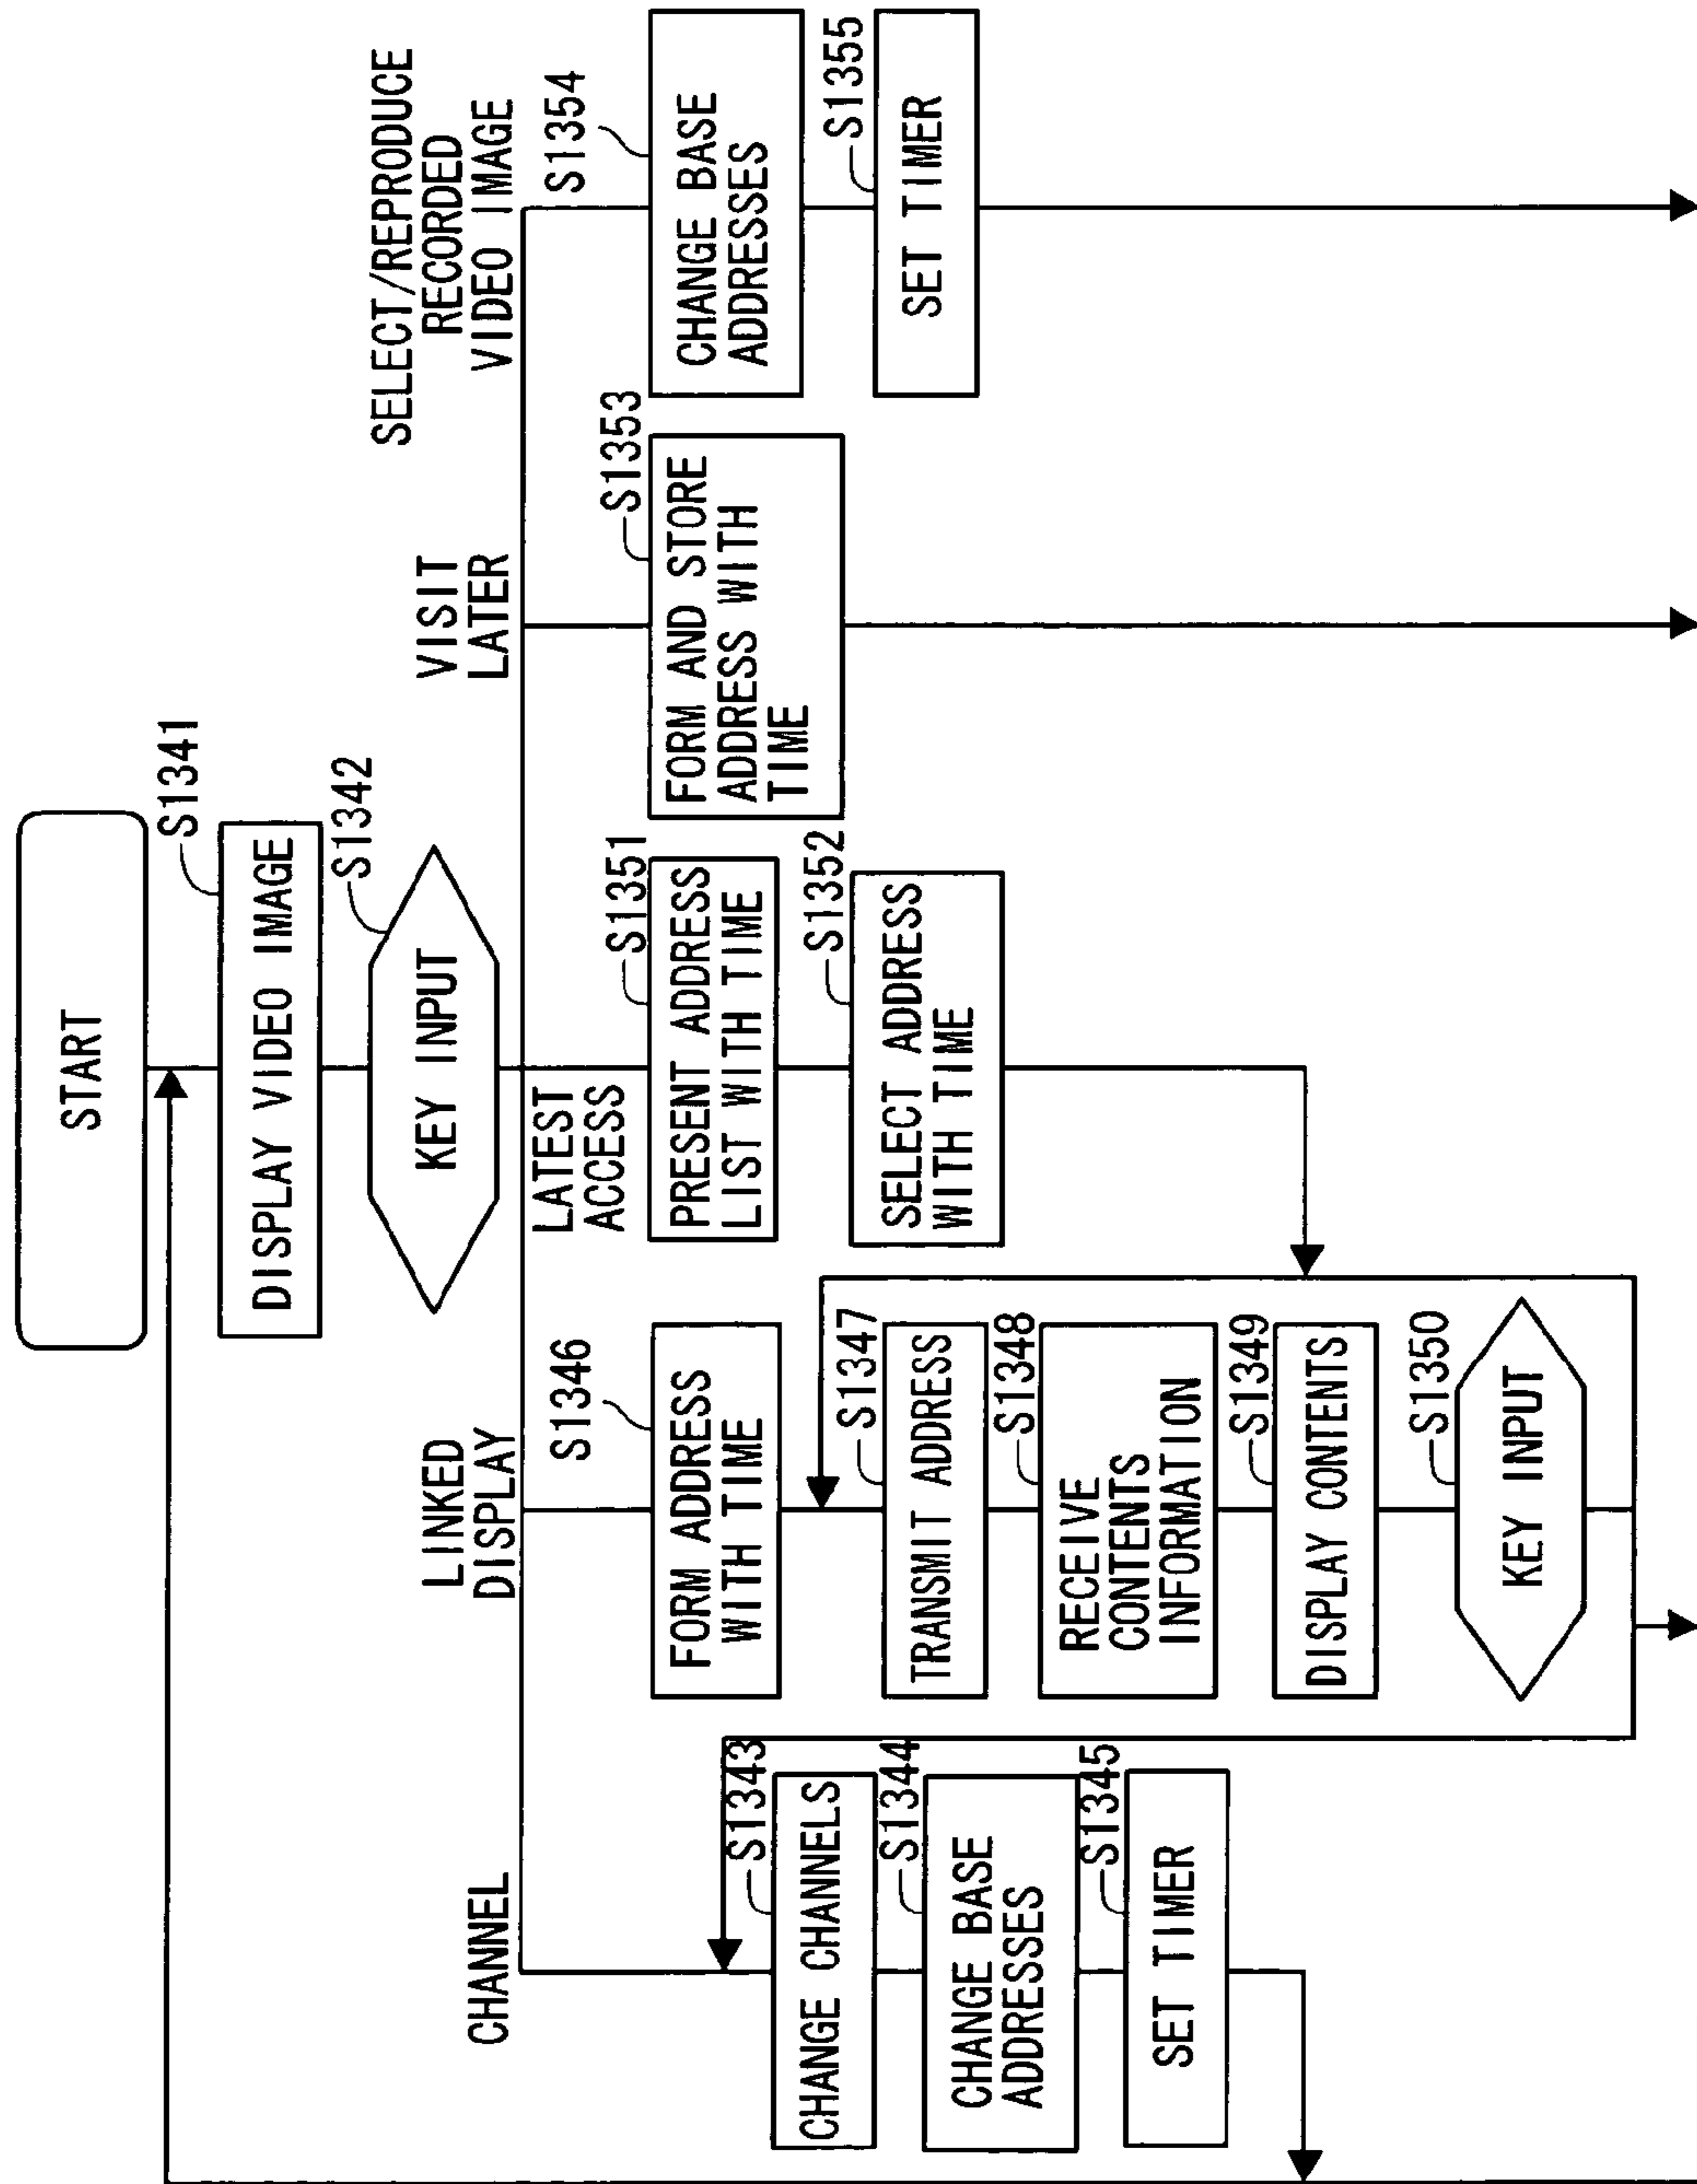 START
S1341
DISPLAY VIDEO IMAGE
S1342
KEY INPUT
CHANNEL
S1343
CHANGE CHANNELS
S1344
CHANGE BASE
ADDRESSES
S1345
SET TIMER
LINKED
DISPLAY
S1346
FORM ADDRESS
WITH TIME
S1347
TRANSMIT ADDRESS
S1348
RECEIVE
CONTENTS
INFORMATION
S1349
DISPLAY CONTENTS
S1350
KEY INPUT
LATEST
ACCESS
S1351
PRESENT ADDRESS
LIST WITH TIME
S1352
SELECT ADDRESS
WITH TIME
VISIT
LATER
S1353
FORM AND STORE
ADDRESS WITH
TIME
SELECT/REPRODUCE
RECORDED
VIDEO IMAGE
S1354
CHANGE BASE
ADDRESSES
S1355
SET TIMER